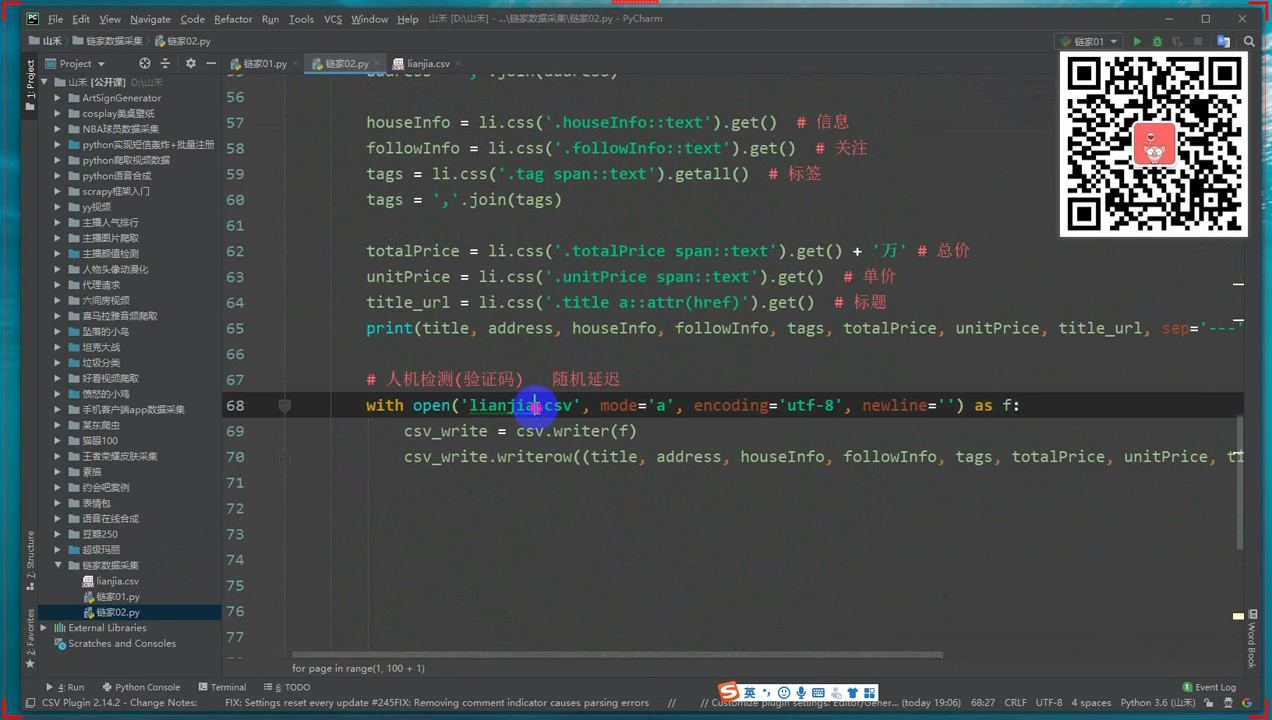 File Edit View Navigate Code Refactor Run Tools VCS Window Help 山禾 [D:\山禾] - ...\链家数据采集\链家02.py - PyCharm
山禾 链家数据采集 链家02.py
链家01
Project
链家01.py
链家02.py
lianjia.csv
1: Project
7: Structure
2: Favorites
山禾 [公开课] D:\山禾
ArtSignGenerator
cosplay美桌壁纸
NBA球员数据采集
python实现短信轰炸+批量注册
python爬取视频数据
python语音合成
scrapy框架入门
yy视频
主播人气排行
主播图片爬取
主播颜值检测
人物头像动漫化
代理请求
六间房视频
喜马拉雅音频爬取
坠落的小鸟
坦克大战
垃圾分类
好看视频爬取
愤怒的小鸡
手机客户端app数据采集
某东爬虫
猫眼100
王者荣耀皮肤采集
素描
约会吧案例
表情包
语音在线合成
豆瓣250
超级玛丽
链家数据采集
lianjia.csv
链家01.py
链家02.py
External Libraries
Scratches and Consoles
56
57 houseInfo = li.css('.houseInfo::text').get() # 信息
58 followInfo = li.css('.followInfo::text').get() # 关注
59 tags = li.css('.tag span::text').getall() # 标签
60 tags = ','.join(tags)
61
62 totalPrice = li.css('.totalPrice span::text').get() + '万' # 总价
63 unitPrice = li.css('.unitPrice span::text').get() # 单价
64 title_url = li.css('.title a::attr(href)').get() # 标题
65 print(title, address, houseInfo, followInfo, tags, totalPrice, unitPrice, title_url, sep='---'
66
67 # 人机检测(验证码) 随机延迟
68 with open('lianjia.csv', mode='a', encoding='utf-8', newline='') as f:
69 csv_write = csv.writer(f)
70 csv_write.writerow((title, address, houseInfo, followInfo, tags, totalPrice, unitPrice, ti
71
72
73
74
75
76
77
for page in range(1, 100 + 1)
Word Book
4: Run Python Console Terminal 6: TODO
英
1 Event Log
CSV Plugin 2.14.2 - Change Notes: FIX: Settings reset every update #245FIX: Removing comment indicator causes parsing errors // // Customize plugin settings: Editor/Gener... (today 19:06) 68:27 CRLF UTF-8 4 spaces Python 3.6 (山禾)